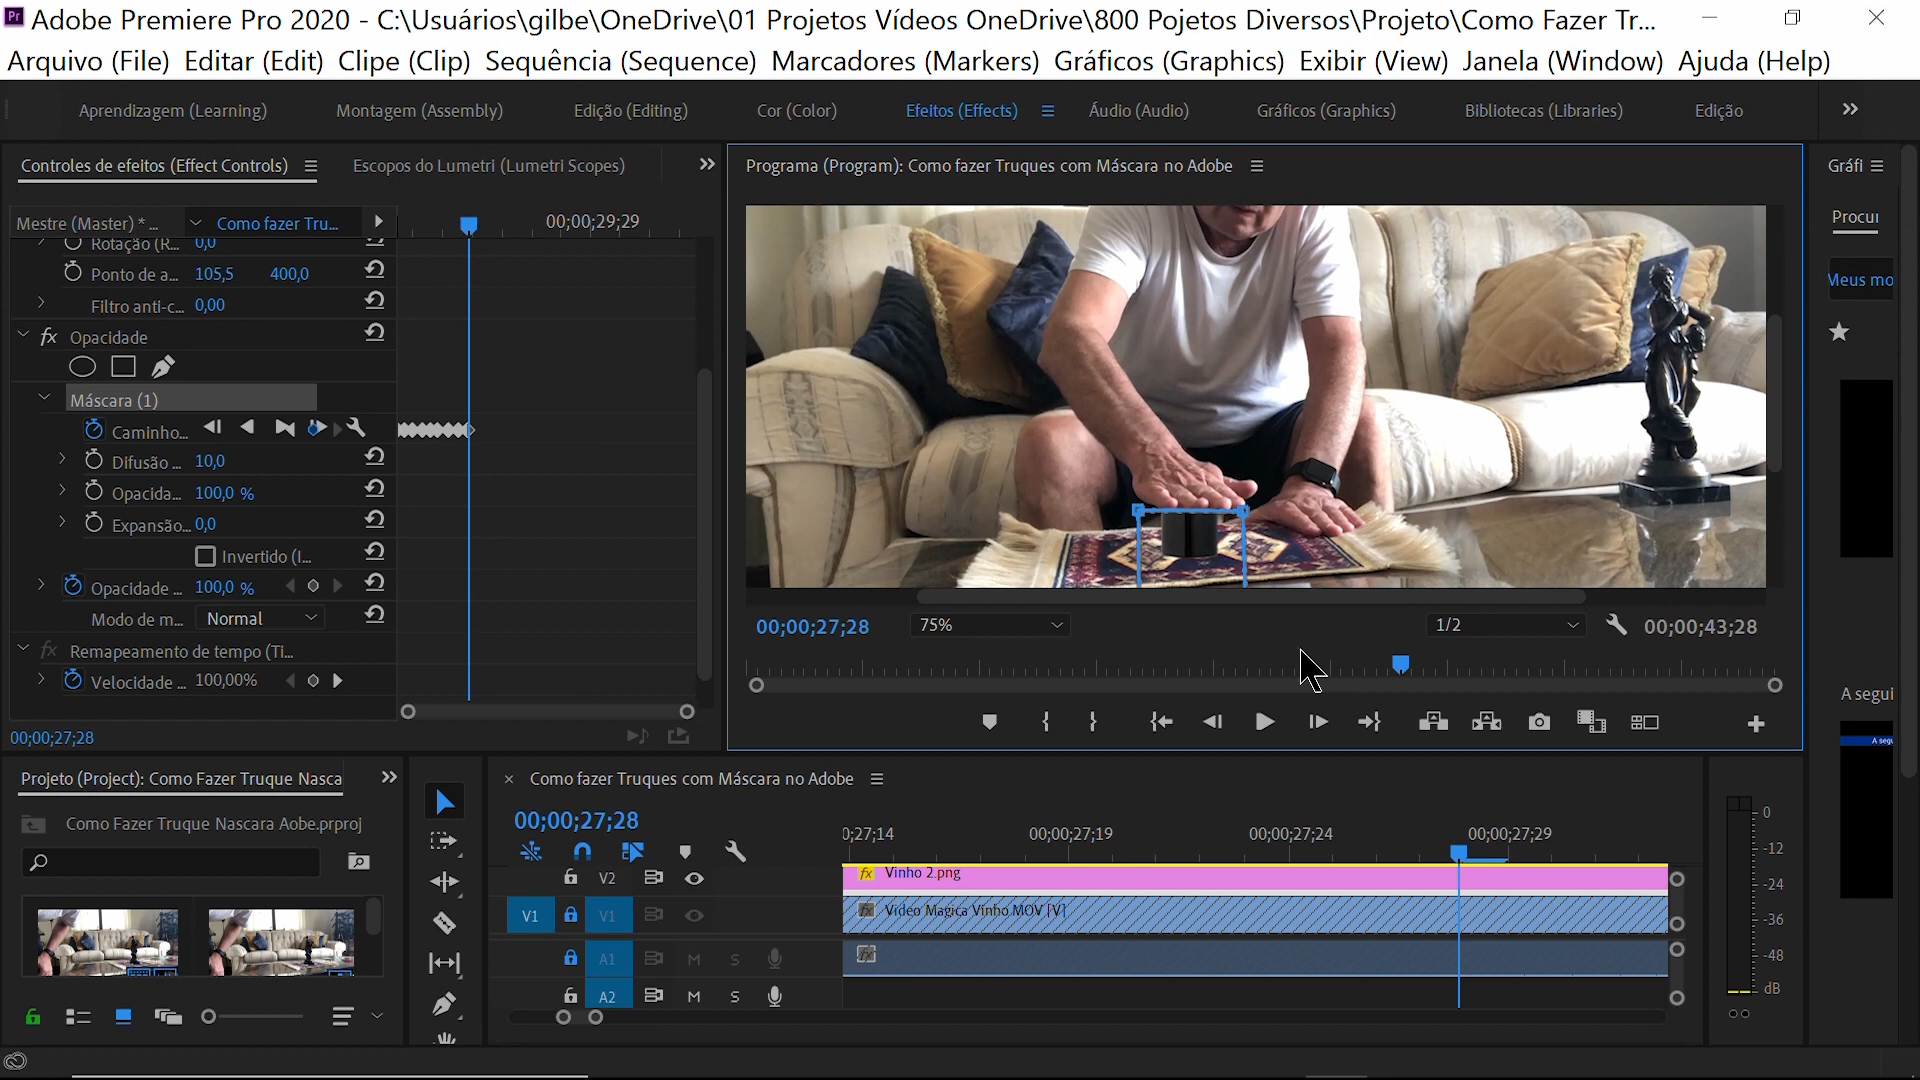 Adobe Premiere Pro 2020 - C:\Usuários\gilbe\OneDrive\01 Projetos Vídeos OneDrive\800 Pojetos Diversos\Projeto\Como Fazer Tr...
Arquivo (File) Editar (Edit) Clipe (Clip) Sequência (Sequence) Marcadores (Markers) Gráficos (Graphics) Exibir (View) Janela (Window) Ajuda (Help)
Aprendizagem (Learning) Montagem (Assembly) Edição (Editing) Cor (Color) Efeitos (Effects) Áudio (Audio) Gráficos (Graphics) Bibliotecas (Libraries) Edição
Controles de efeitos (Effect Controls) Escopos do Lumetri (Lumetri Scopes)
Mestre (Master) * ... Como fazer Tru... 00;00;29;29
Rotação (R... 0,0
Ponto de a... 105,5 400,0
Filtro anti-c... 0,00
fx Opacidade
Máscara (1)
Caminho...
Difusão ... 10,0
Opacida... 100,0 %
Expansão... 0,0
Invertido (I...
Opacidade ... 100,0 %
Modo de m... Normal
fx Remapeamento de tempo (Ti...
Velocidade ... 100,00%
00;00;27;28
Programa (Program): Como fazer Truques com Máscara no Adobe
00;00;27;28 75% 1/2 00;00;43;28
Gráfi
Procur
Meus mo
A segui
A segu
Projeto (Project): Como Fazer Truque Nasca
Como Fazer Truque Nascara Aobe.prproj
× Como fazer Truques com Máscara no Adobe
00;00;27;28
0;27;14 00;00;27;19 00;00;27;24 00;00;27;29
V2 fx Vinho 2.png
V1 V1 fx Video Magica Vinho MOV [V]
A1 M S fx
A2 M S
0
-12
-24
-36
-48
dB